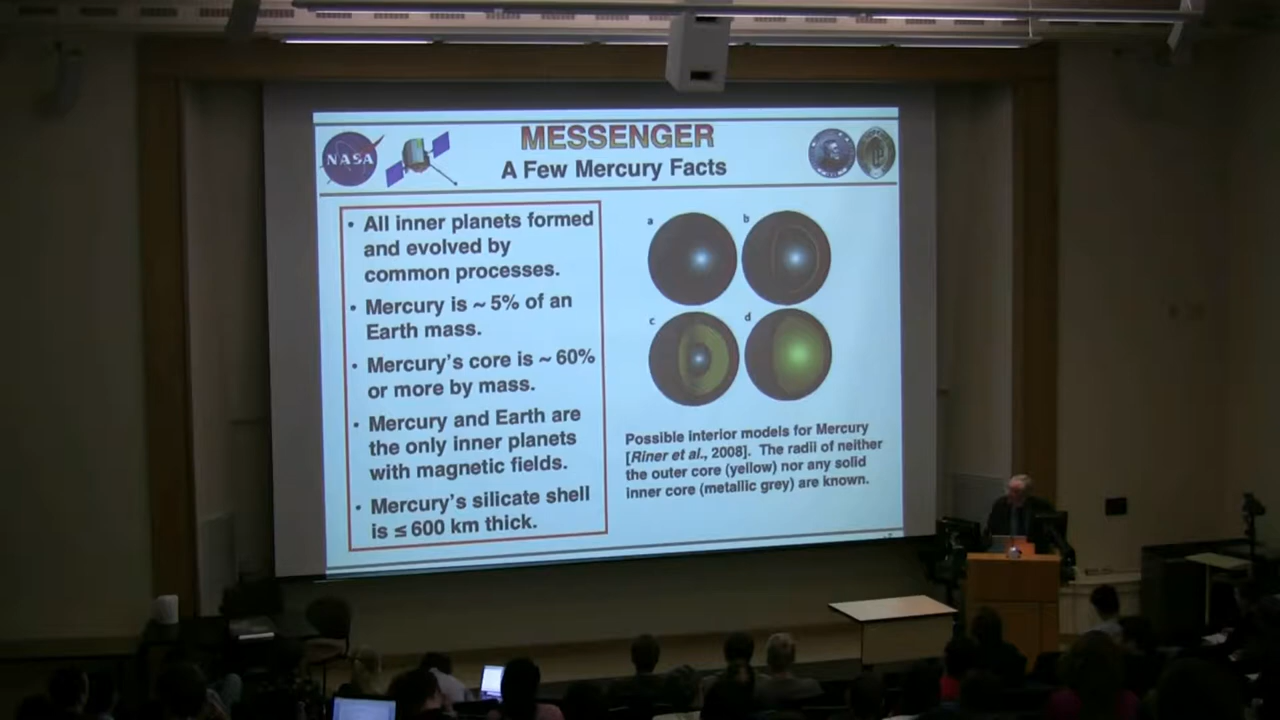 MESSENGER
A Few Mercury Facts
NASA
• All inner planets formed
and evolved by
common processes.
• Mercury is ~ 5% of an
Earth mass.
• Mercury's core is ~ 60%
or more by mass.
• Mercury and Earth are
the only inner planets
with magnetic fields.
• Mercury's silicate shell
is ≤ 600 km thick.
a
b
c
d
Possible interior models for Mercury
[Riner et al., 2008]. The radii of neither
the outer core (yellow) nor any solid
inner core (metallic grey) are known.